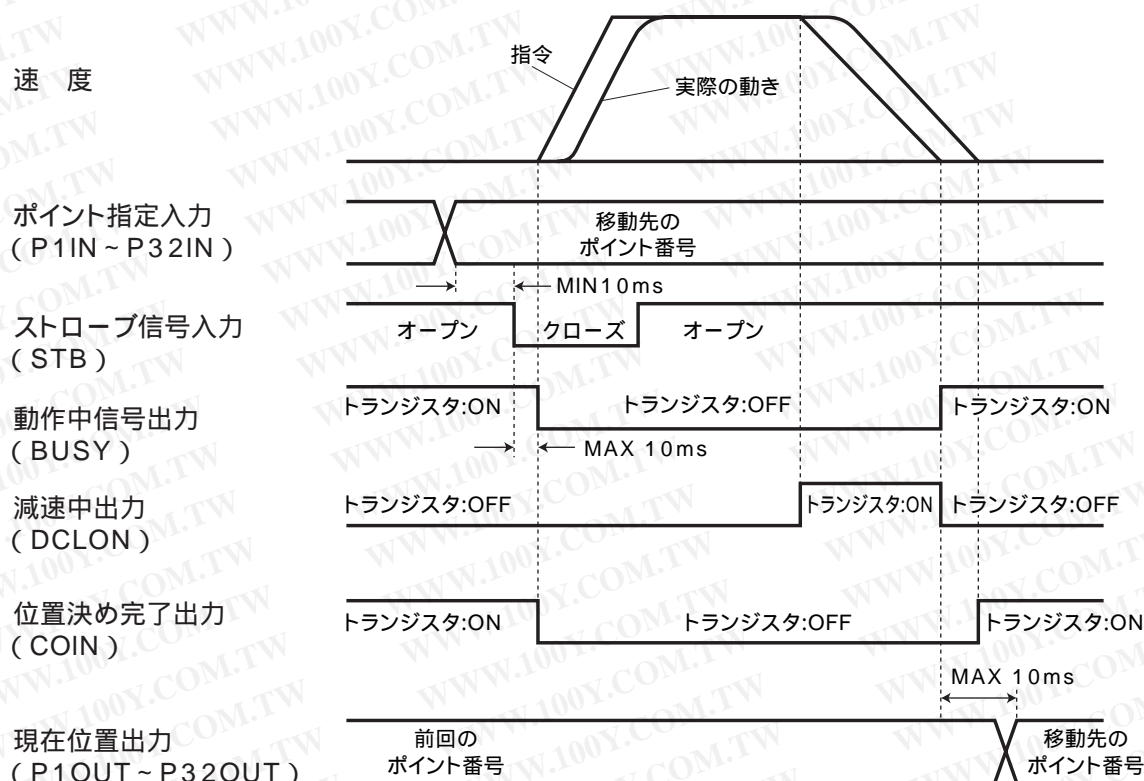 指令
速 度
実際の動き
ポイント指定入力
( P1IN ~ P32IN )
移動先の
ポイント番号
MIN10ms
ストローブ信号入力
( STB )
オープン
クローズ
オープン
動作中信号出力
( BUSY )
トランジスタ:ON
トランジスタ:OFF
トランジスタ:ON
MAX 10ms
減速中出力
( DCLON )
トランジスタ:OFF
トランジスタ:ON
トランジスタ:OFF
位置決め完了出力
( COIN )
トランジスタ:ON
トランジスタ:OFF
トランジスタ:ON
MAX 10ms
現在位置出力
( P1OUT ~ P32OUT )
前回の
ポイント番号
移動先の
ポイント番号
WWW.100Y.COM.TW